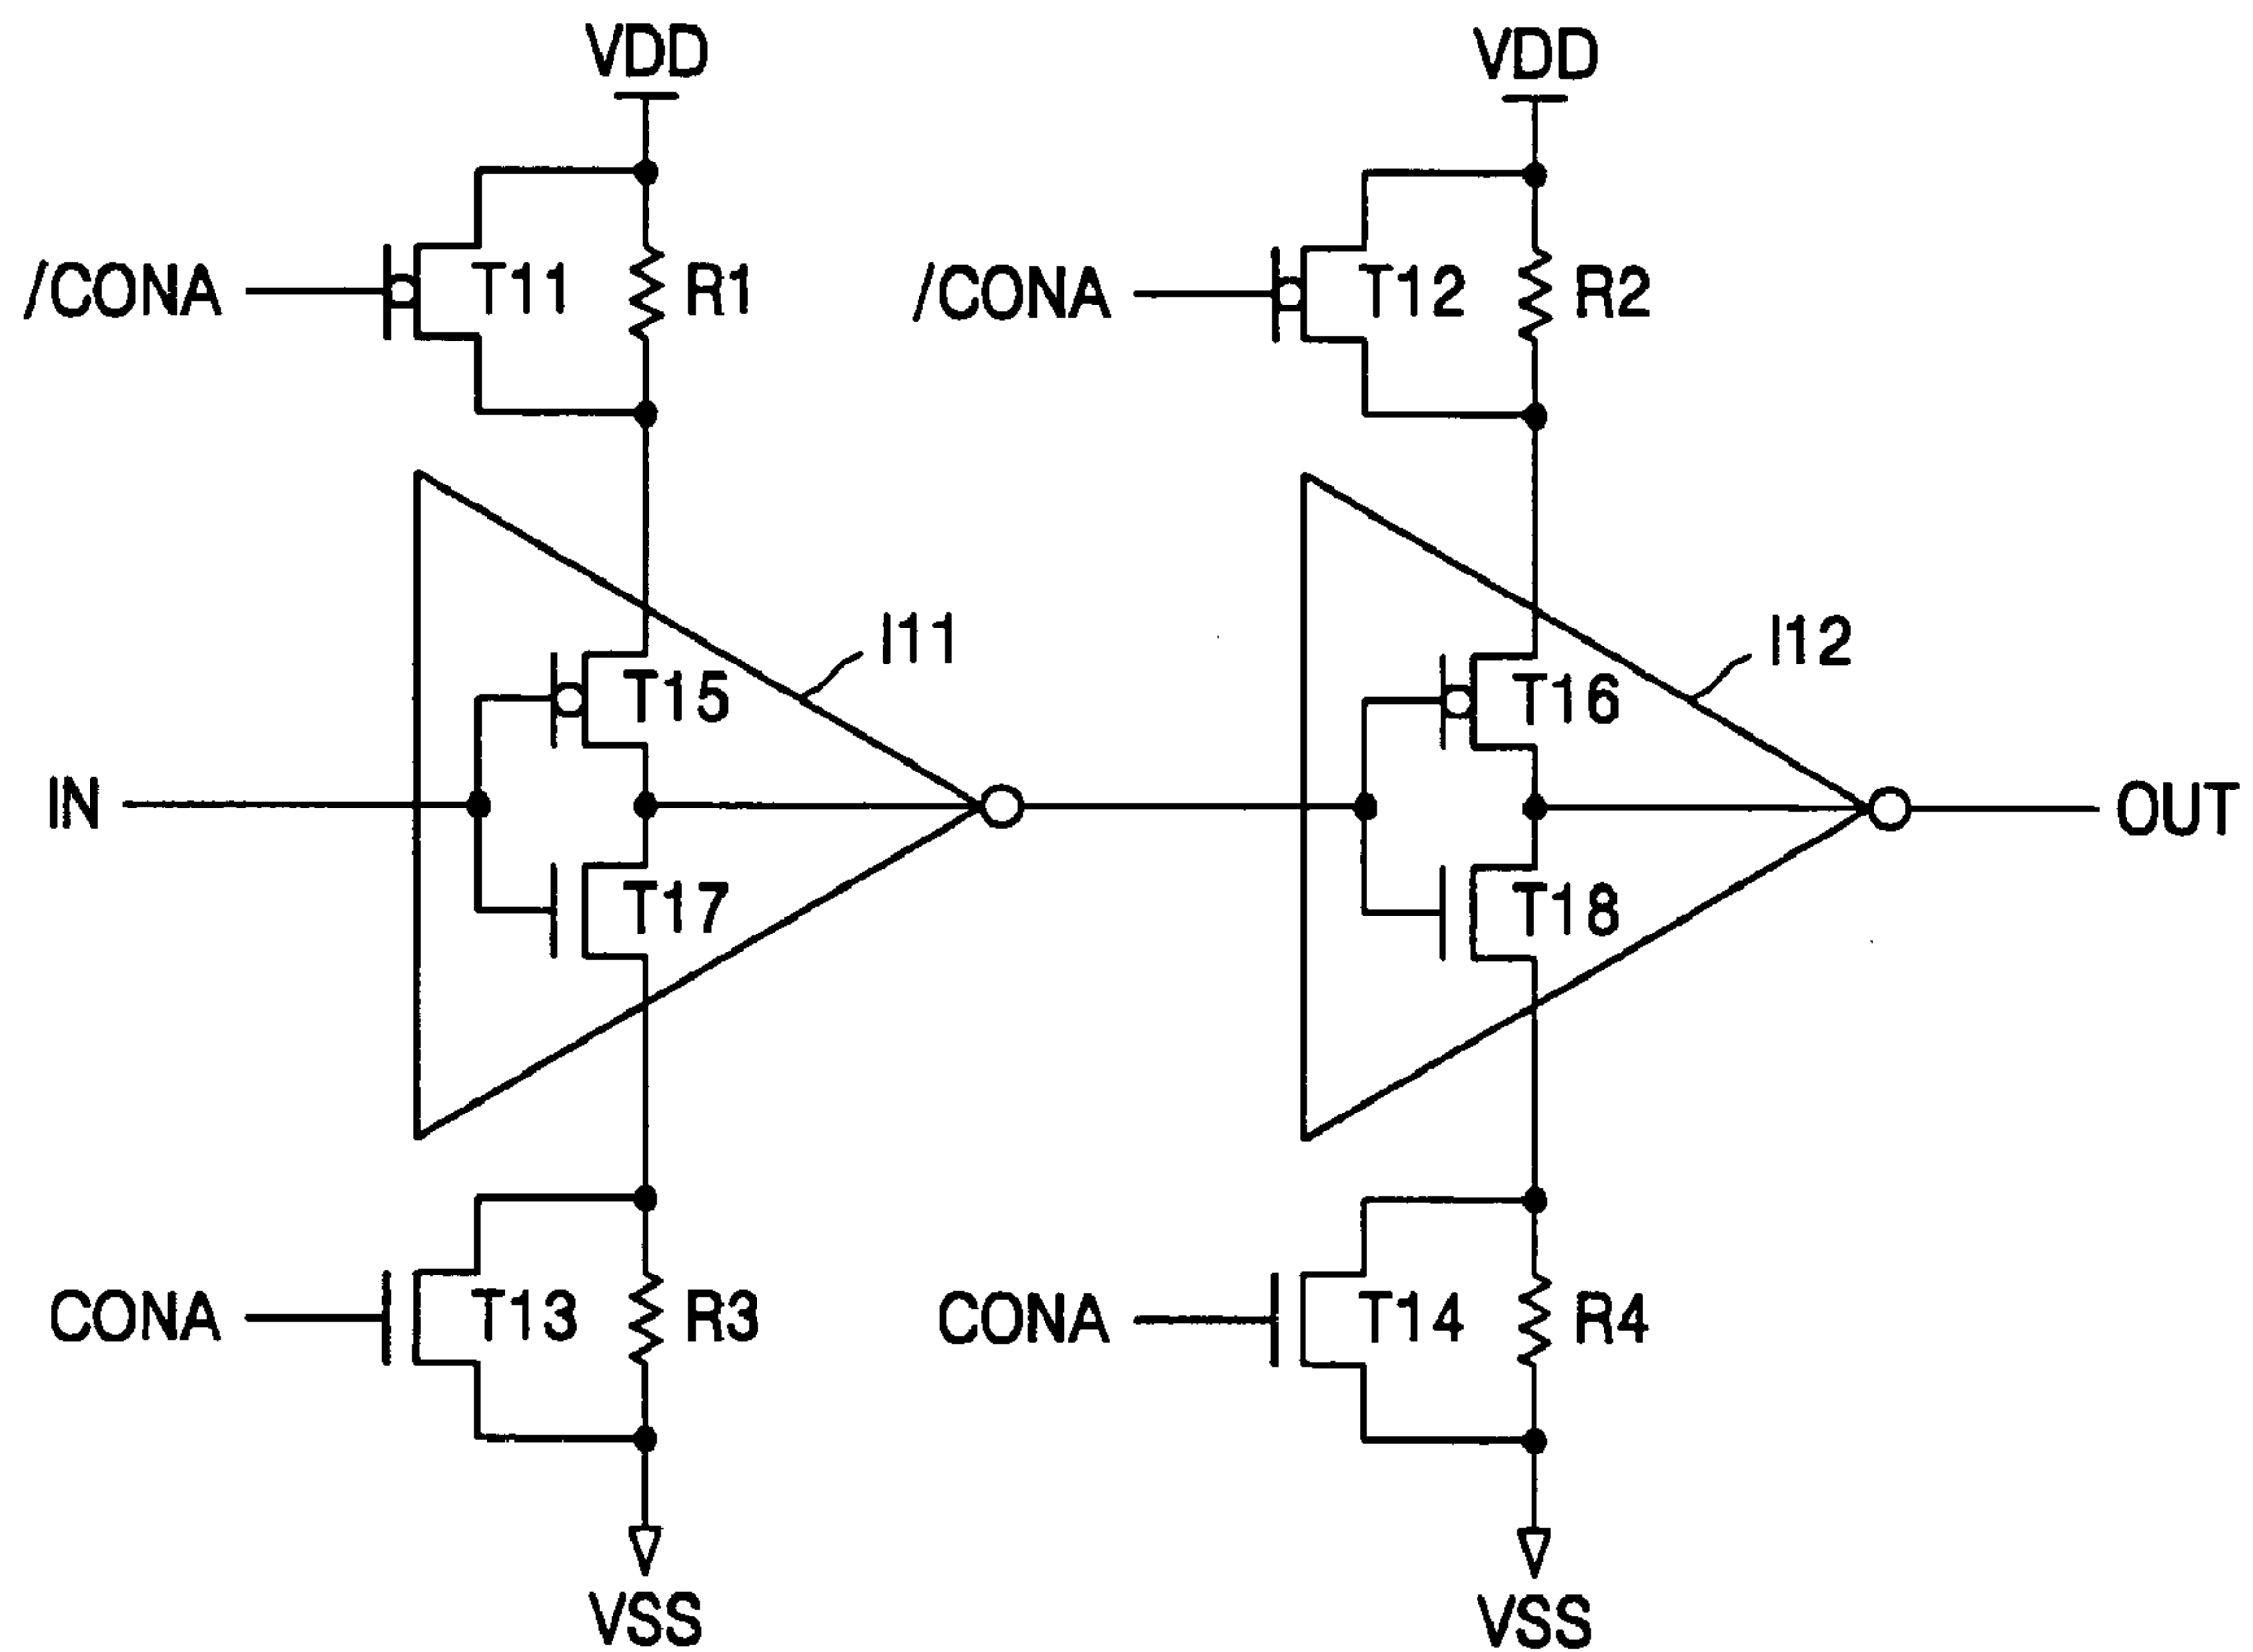 VDD VDD
/CONA T11 R1 /CONA T12 R2
I11 I12
T15 T16
IN OUT
T17 T18
CONA T13 R3 CONA T14 R4
VSS VSS